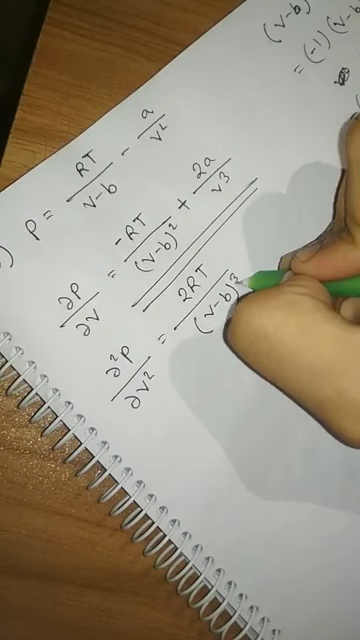 (v-b)
= (-1) (v-b
P = RT/(v-b) - a/v²
∂P/∂v = -RT/(v-b)² + 2a/v³
∂²P/∂v² = 2RT/(v-b)³